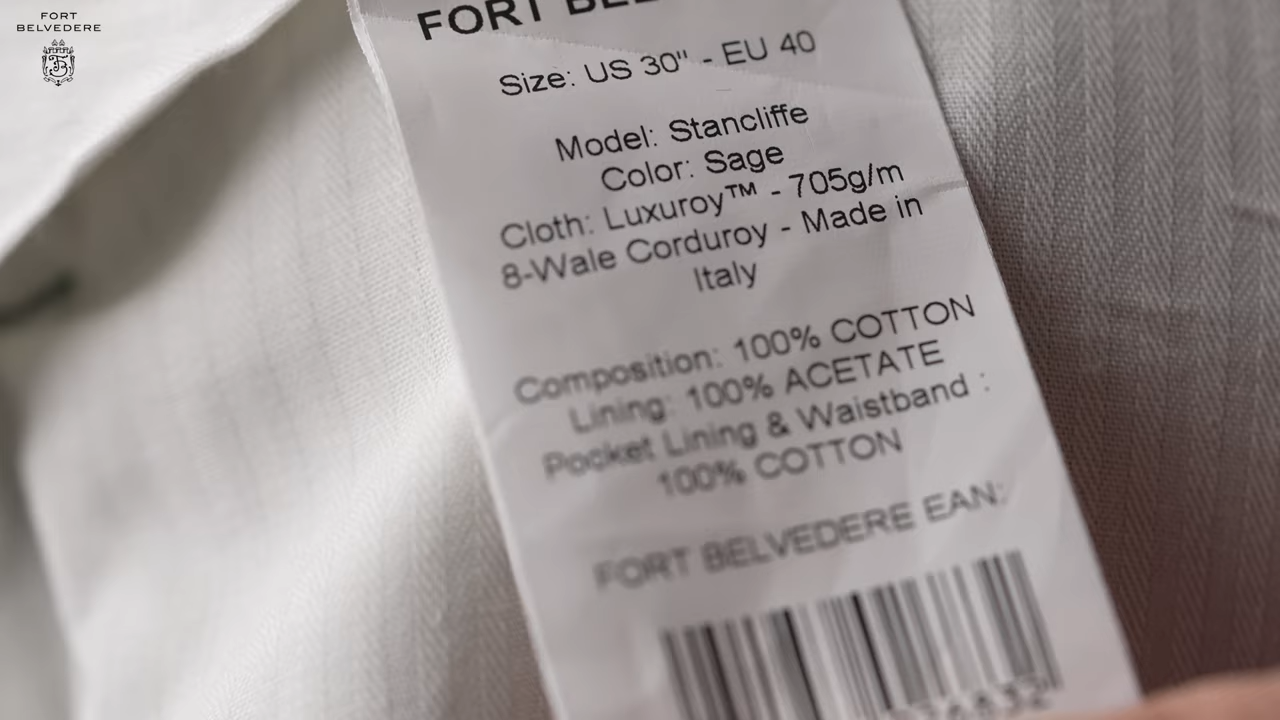 FORT
BELVEDERE
FORT
Size: US 30" - EU 40
Model: Stancliffe
Color: Sage
Cloth: Luxuroy™ - 705g/m
8-Wale Corduroy - Made in
Italy
Composition: 100% COTTON
Lining: 100% ACETATE
Pocket Lining & Waistband :
100% COTTON
FORT BELVEDERE EAN: